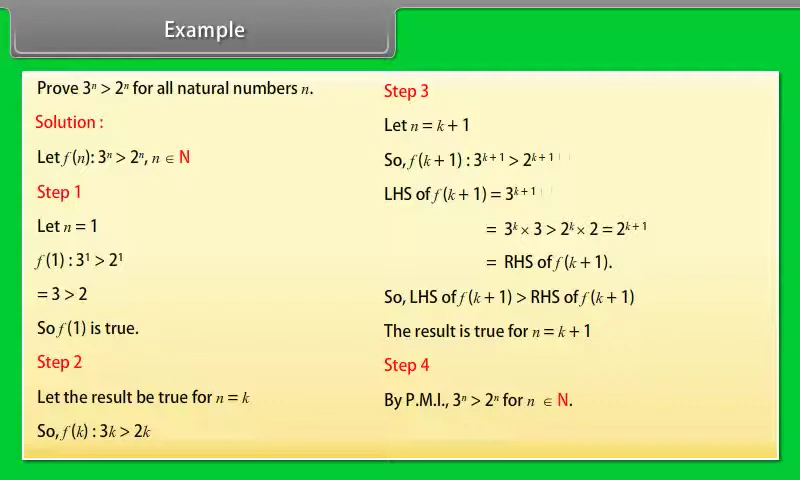 Example
Prove 3ⁿ > 2ⁿ for all natural numbers n.
Solution :
Let f (n): 3ⁿ > 2ⁿ, n ∈ N
Step 1
Let n = 1
f (1) : 3¹ > 2¹
= 3 > 2
So f (1) is true.
Step 2
Let the result be true for n = k
So, f (k) : 3k > 2k
Step 3
Let n = k + 1
So, f (k + 1) : 3ᵏ⁺¹ > 2ᵏ⁺¹
LHS of f (k + 1) = 3ᵏ⁺¹
= 3ᵏ × 3 > 2ᵏ × 2 = 2ᵏ⁺¹
= RHS of f (k + 1).
So, LHS of f (k + 1) > RHS of f (k + 1)
The result is true for n = k + 1
Step 4
By P.M.I., 3ⁿ > 2ⁿ for n ∈ N.